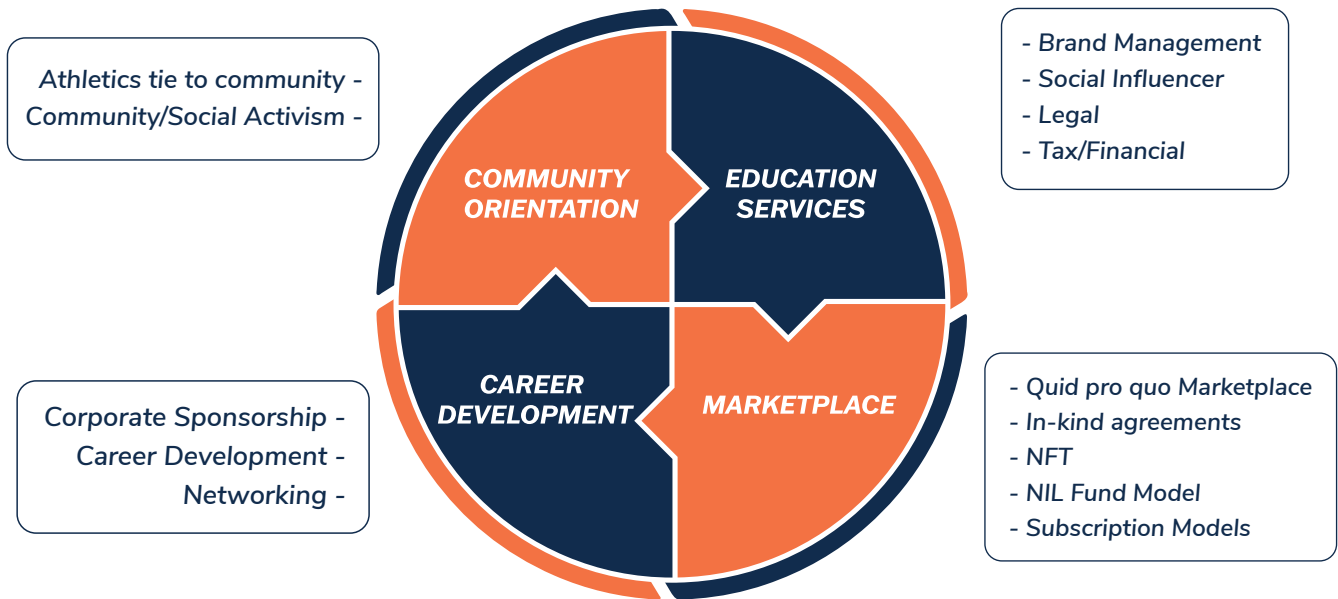 Athletics tie to community -
Community/Social Activism -
COMMUNITY
ORIENTATION
EDUCATION
SERVICES
- Brand Management
- Social Influencer
- Legal
- Tax/Financial
Corporate Sponsorship -
Career Development -
Networking -
CAREER
DEVELOPMENT
MARKETPLACE
- Quid pro quo Marketplace
- In-kind agreements
- NFT
- NIL Fund Model
- Subscription Models